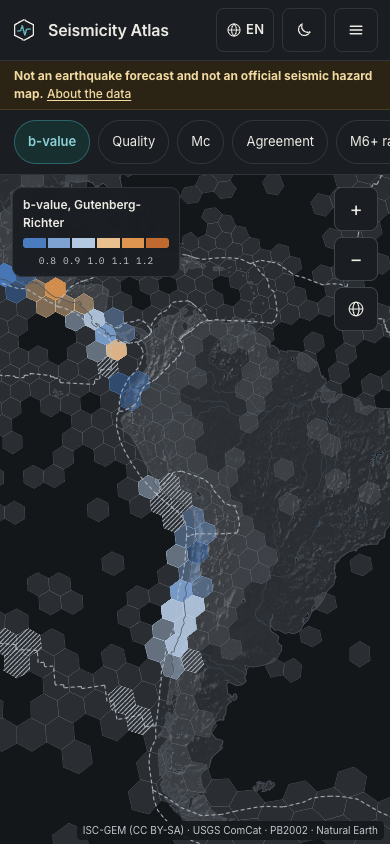 Seismicity Atlas
EN
Not an earthquake forecast and not an official seismic hazard
map. About the data
b-value
Quality
Mc
Agreement
M6+ ra
b-value, Gutenberg-
Richter
0.8 0.9 1.0 1.1 1.2
+
−
ISC-GEM (CC BY-SA) · USGS ComCat · PB2002 · Natural Earth